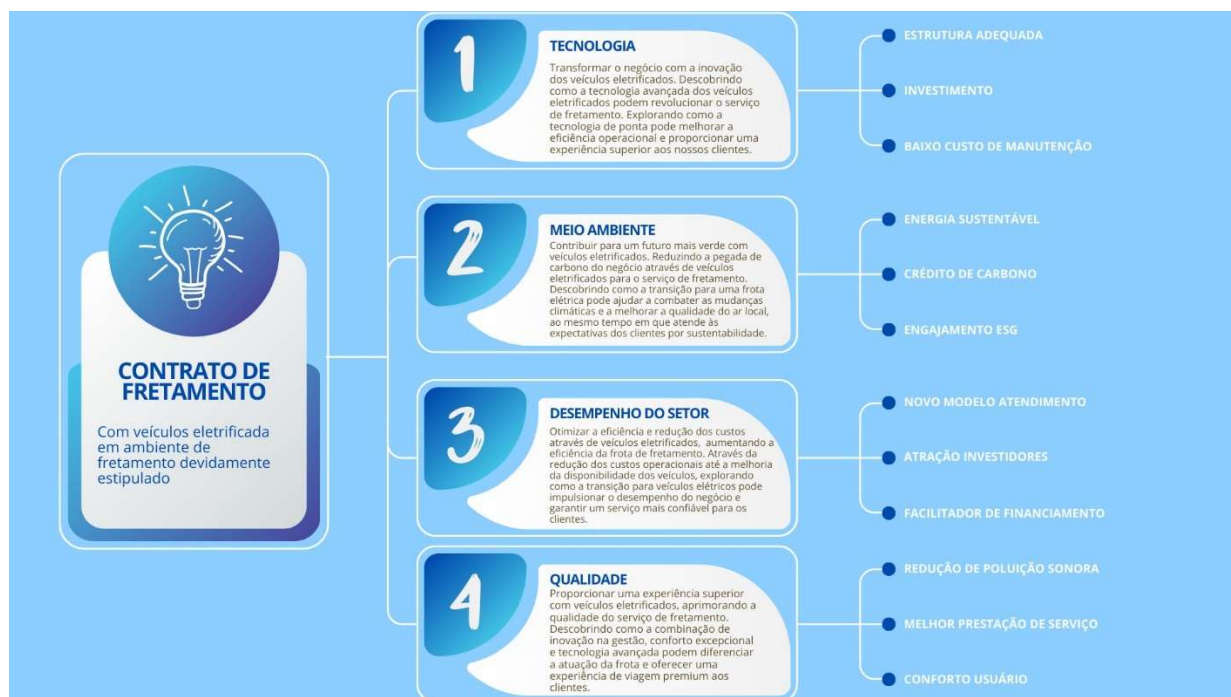 CONTRATO DE
FRETAMENTO
Com veículos eletrificada
em ambiente de
fretamento devidamente
estipulado
1
TECNOLOGIA
Transformar o negócio com a inovação
dos veículos eletrificados. Descobrindo
como a tecnologia avançada dos veículos
eletrificados podem revolucionar o serviço
de fretamento. Explorando como a
tecnologia de ponta pode melhorar a
eficiência operacional e proporcionar uma
experiência superior aos nossos clientes.
ESTRUTURA ADEQUADA
INVESTIMENTO
BAIXO CUSTO DE MANUTENÇÃO
2
MEIO AMBIENTE
Contribuir para um futuro mais verde com
veículos eletrificados. Reduzindo a pegada de
carbono do negócio através de veículos
eletrificados para o serviço de fretamento.
Descobrindo como a transição para uma frota
elétrica pode ajudar a combater as mudanças
climáticas e a melhorar a qualidade do ar local,
ao mesmo tempo em que atende às
expectativas dos clientes por sustentabilidade.
ENERGIA SUSTENTÁVEL
CRÉDITO DE CARBONO
ENGAJAMENTO ESG
3
DESEMPENHO DO SETOR
Otimizar a eficiência e redução dos custos
através de veículos eletrificados, aumentando a
eficiência da frota de fretamento. Através da
redução dos custos operacionais até a melhoria
da disponibilidade dos veículos, explorando
como a transição para veículos elétricos pode
impulsionar o desempenho do negócio e
garantir um serviço mais confiável para os
clientes.
NOVO MODELO ATENDIMENTO
ATRAÇÃO INVESTIDORES
FACILITADOR DE FINANCIAMENTO
4
QUALIDADE
Proporcionar uma experiência superior
com veículos eletrificados, aprimorando a
qualidade do serviço de fretamento.
Descobrindo como a combinação de
inovação na gestão, conforto excepcional
e tecnologia avançada podem diferenciar
a atuação da frota e oferecer uma
experiência de viagem premium aos
clientes.
REDUÇÃO DE POLUIÇÃO SONORA
MELHOR PRESTAÇÃO DE SERVIÇO
CONFORTO USUÁRIO